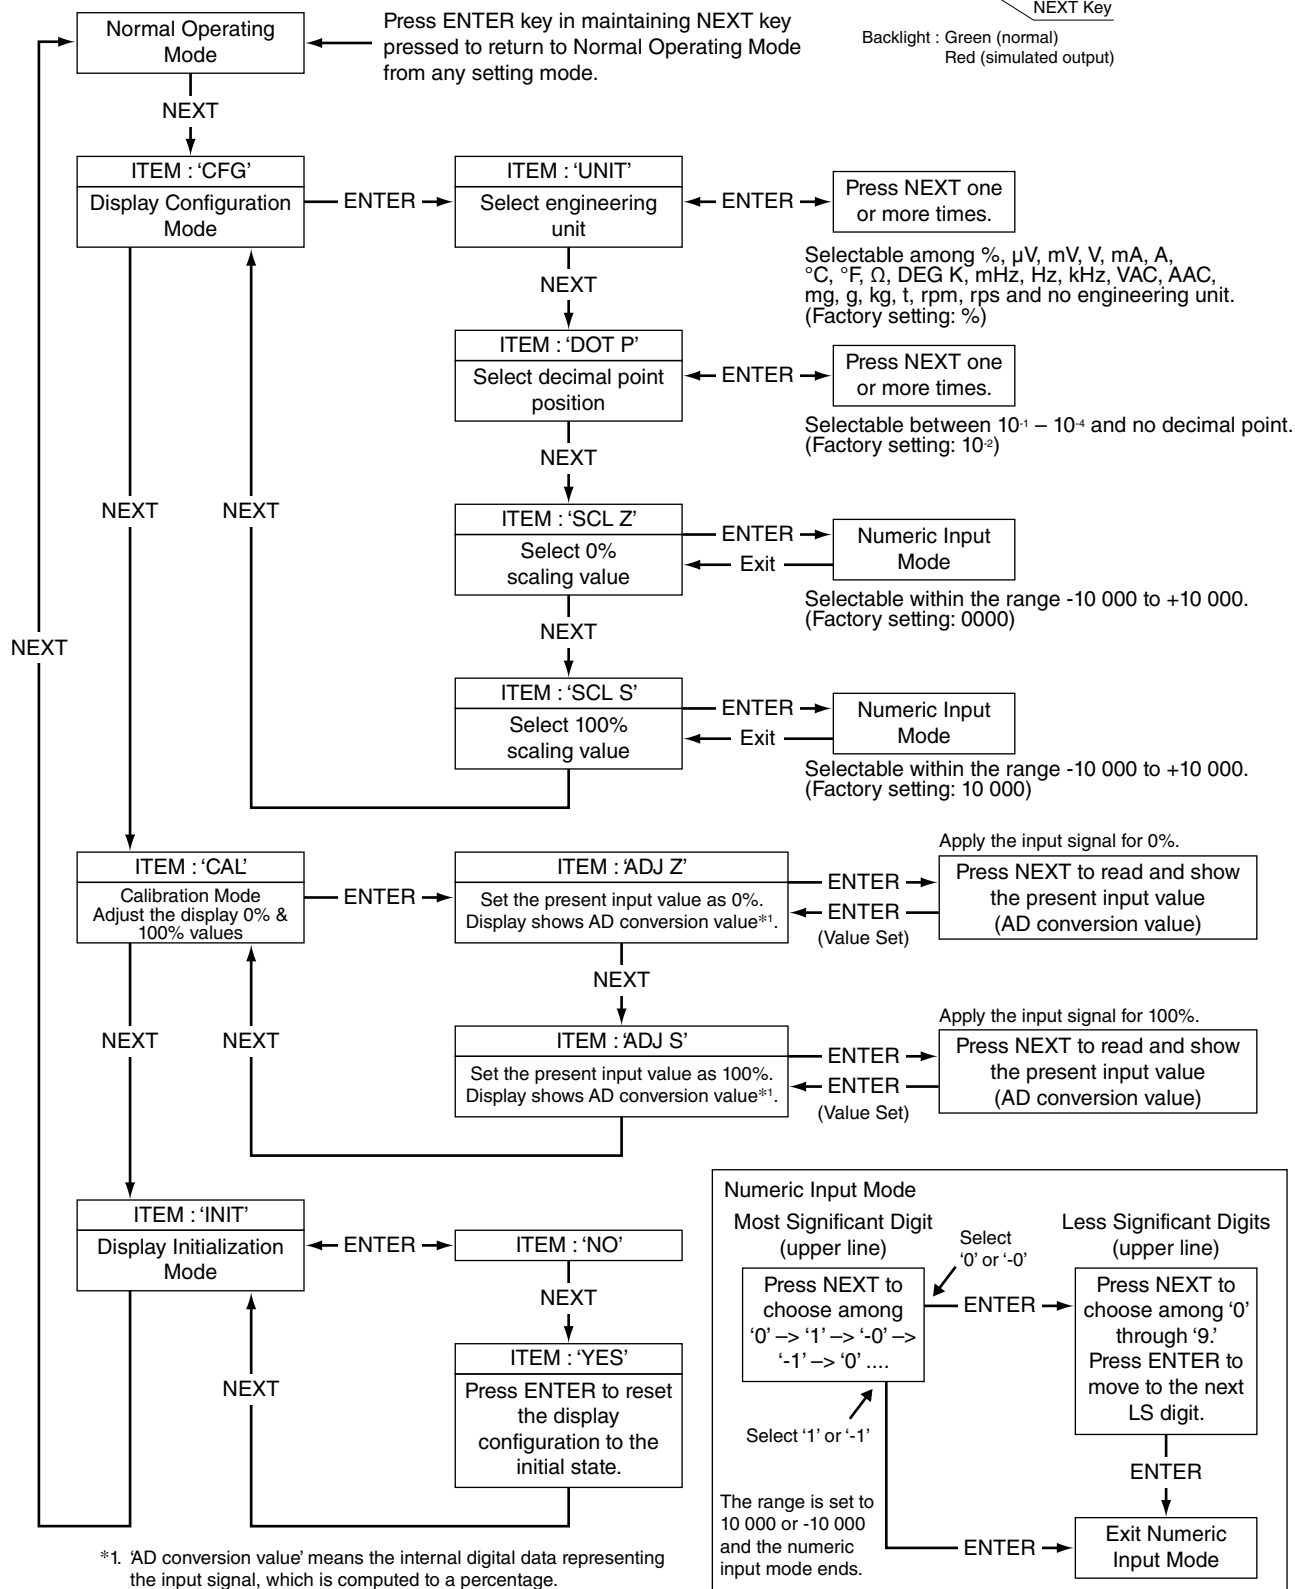 NEXT Key
Backlight : Green (normal)
Red (simulated output)
Normal Operating
Mode
Press ENTER key in maintaining NEXT key
pressed to return to Normal Operating Mode
from any setting mode.
NEXT
ITEM : ‘CFG’
Display Configuration
Mode
ENTER
ITEM : ‘UNIT’
Select engineering
unit
ENTER
Press NEXT one
or more times.
Selectable among %, µV, mV, V, mA, A,
°C, °F, Ω, DEG K, mHz, Hz, kHz, VAC, AAC,
mg, g, kg, t, rpm, rps and no engineering unit.
(Factory setting: %)
NEXT
ITEM : ‘DOT P’
Select decimal point
position
ENTER
Press NEXT one
or more times.
Selectable between 10-1 – 10-4 and no decimal point.
(Factory setting: 10-2)
NEXT
NEXT
NEXT
ITEM : ‘SCL Z’
Select 0%
scaling value
ENTER
Exit
Numeric Input
Mode
Selectable within the range -10 000 to +10 000.
(Factory setting: 0000)
NEXT
NEXT
ITEM : ‘SCL S’
Select 100%
scaling value
ENTER
Exit
Numeric Input
Mode
Selectable within the range -10 000 to +10 000.
(Factory setting: 10 000)
ITEM : ‘CAL’
Calibration Mode
Adjust the display 0% &
100% values
ENTER
ITEM : ‘ADJ Z’
Set the present input value as 0%.
Display shows AD conversion value*1.
ENTER
ENTER
(Value Set)
Apply the input signal for 0%.
Press NEXT to read and show
the present input value
(AD conversion value)
NEXT
NEXT
NEXT
ITEM : ‘ADJ S’
Set the present input value as 100%.
Display shows AD conversion value*1.
ENTER
ENTER
(Value Set)
Apply the input signal for 100%.
Press NEXT to read and show
the present input value
(AD conversion value)
ITEM : ‘INIT’
Display Initialization
Mode
ENTER
ITEM : ‘NO’
NEXT
NEXT
ITEM : ‘YES’
Press ENTER to reset
the display
configuration to the
initial state.
Numeric Input Mode
Most Significant Digit
(upper line)
Select
‘0’ or ‘-0’
Less Significant Digits
(upper line)
Press NEXT to
choose among
‘0’ –> ‘1’ –> ‘-0’ –>
‘-1’ –> ‘0’ ....
ENTER
Press NEXT to
choose among ‘0’
through ‘9.’
Press ENTER to
move to the next
LS digit.
Select ‘1’ or ‘-1’
ENTER
The range is set to
10 000 or -10 000
and the numeric
input mode ends.
ENTER
Exit Numeric
Input Mode
*1. ‘AD conversion value’ means the internal digital data representing
the input signal, which is computed to a percentage.